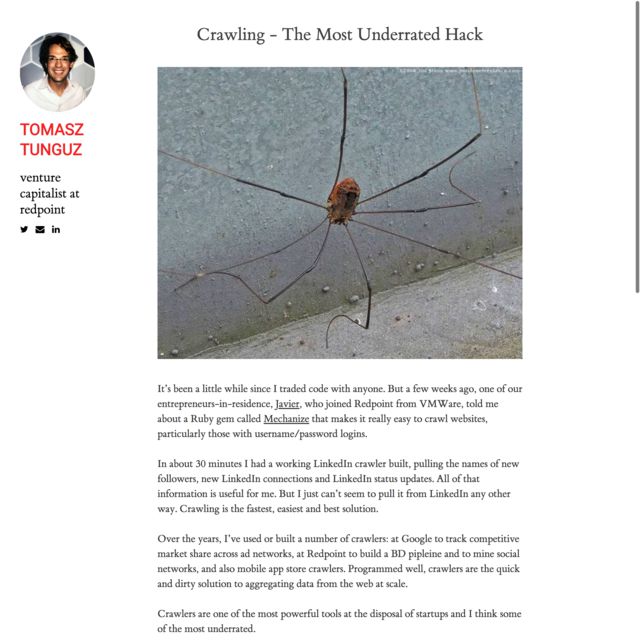 Crawling - The Most Underrated Hack
TOMASZ
TUNGUZ
venture
capitalist at
redpoint
It's been a little while since I traded code with anyone. But a few weeks ago, one of our
entrepreneurs-in-residence, Javier, who joined Redpoint from VMWare, told me
about a Ruby gem called Mechanize that makes it really easy to crawl websites,
particularly those with username/password logins.
In about 30 minutes I had a working LinkedIn crawler built, pulling the names of new
followers, new LinkedIn connections and LinkedIn status updates. All of that
information is useful for me. But I just can't seem to pull it from LinkedIn any other
way. Crawling is the fastest, easiest and best solution.
Over the years, I've used or built a number of crawlers: at Google to track competitive
market share across ad networks, at Redpoint to build a BD pipleine and to mine social
networks, and also mobile app store crawlers. Programmed well, crawlers are the quick
and dirty solution to aggregating data from the web at scale.
Crawlers are one of the most powerful tools at the disposal of startups and I think some
of the most underrated.